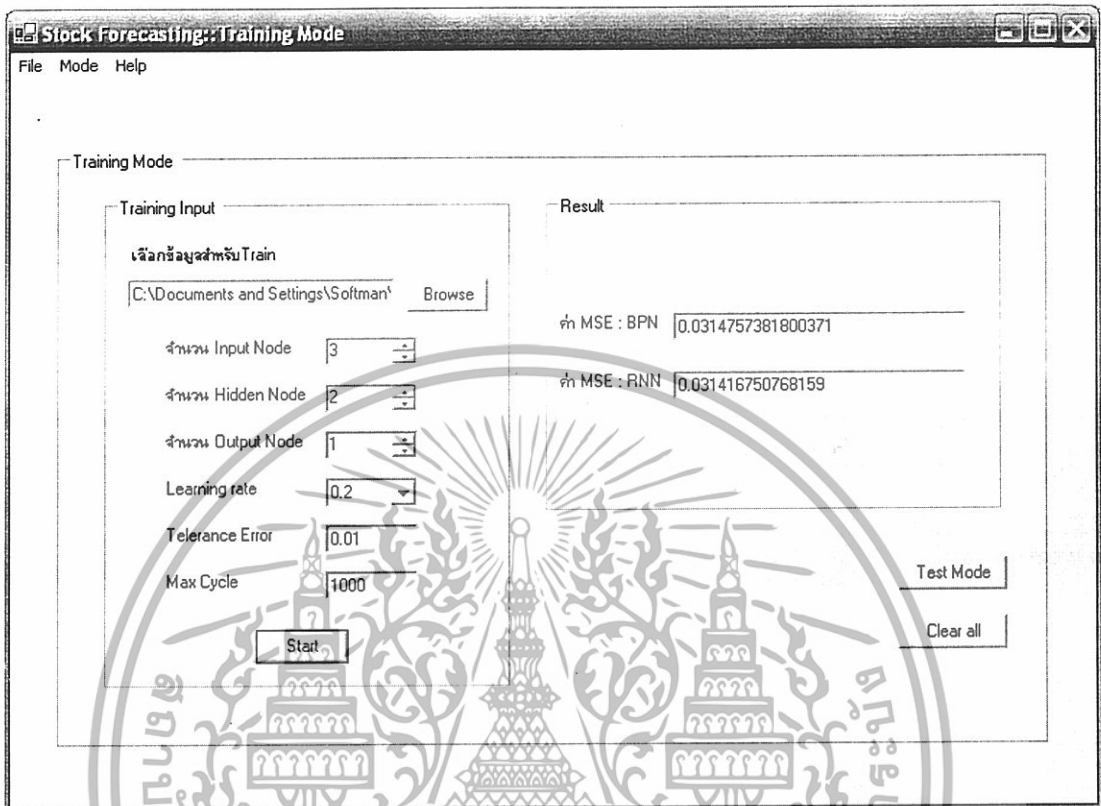 Stock Forecasting::Training Mode
File Mode Help
Training Mode
Training Input
เลือกข้อมูลสำหรับTrain
C:\Documents and Settings\Softman\
Browse
จำนวน Input Node 3
จำนวน Hidden Node 2
จำนวน Output Node 1
Learning rate 0.2
Telerance Error 0.01
Max Cycle 1000
Start
Result
ค่า MSE : BPN 0.0314757381800371
ค่า MSE : RNN 0.031416750768159
Test Mode
Clear all